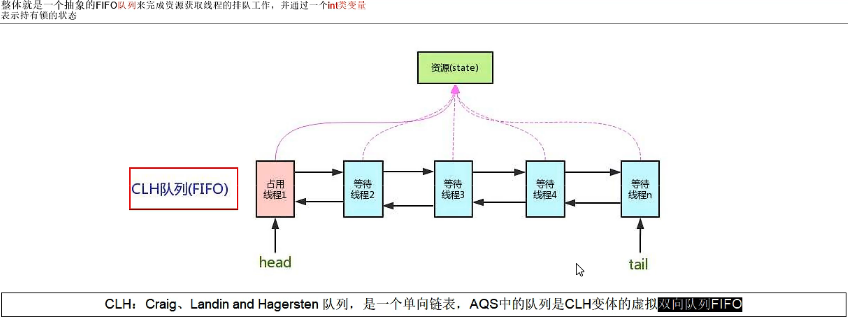 整体就是一个抽象的FIFO队列来完成资源获取线程的排队工作，并通过一个int类变量
表示持有锁的状态
资源(state)
CLH队列(FIFO)
占用
线程1
等待
线程2
等待
线程3
等待
线程4
等待
线程n
head
tail
CLH：Craig、Landin and Hagersten 队列，是一个单向链表，AQS中的队列是CLH变体的虚拟双向队列FIFO